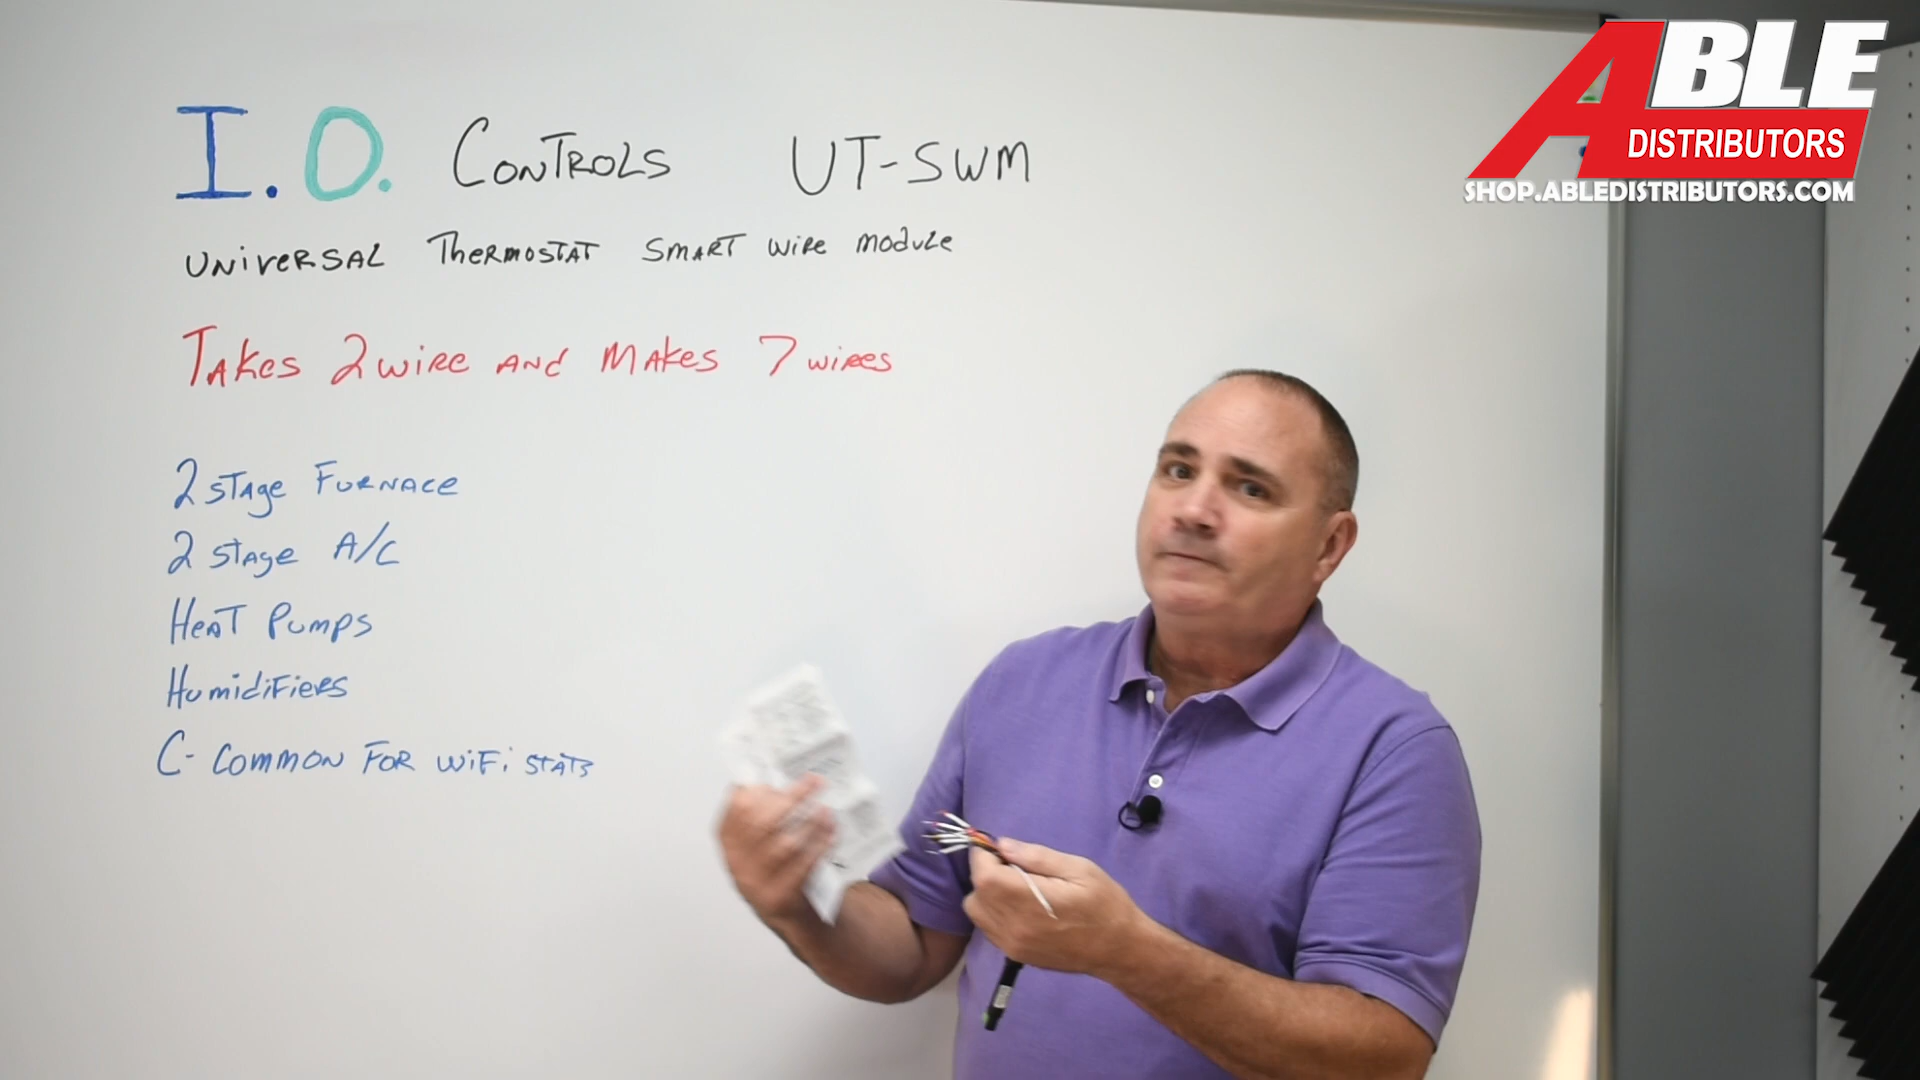 I.O. Controls UT-SWM
Universal Thermostat Smart Wire Module
Takes 2 wire and Makes 7 wires
2 stage Furnace
2 stage A/C
Heat Pumps
Humidifiers
C- Common For WiFi stats
ABLE
DISTRIBUTORS
SHOP.ABLEDISTRIBUTORS.COM